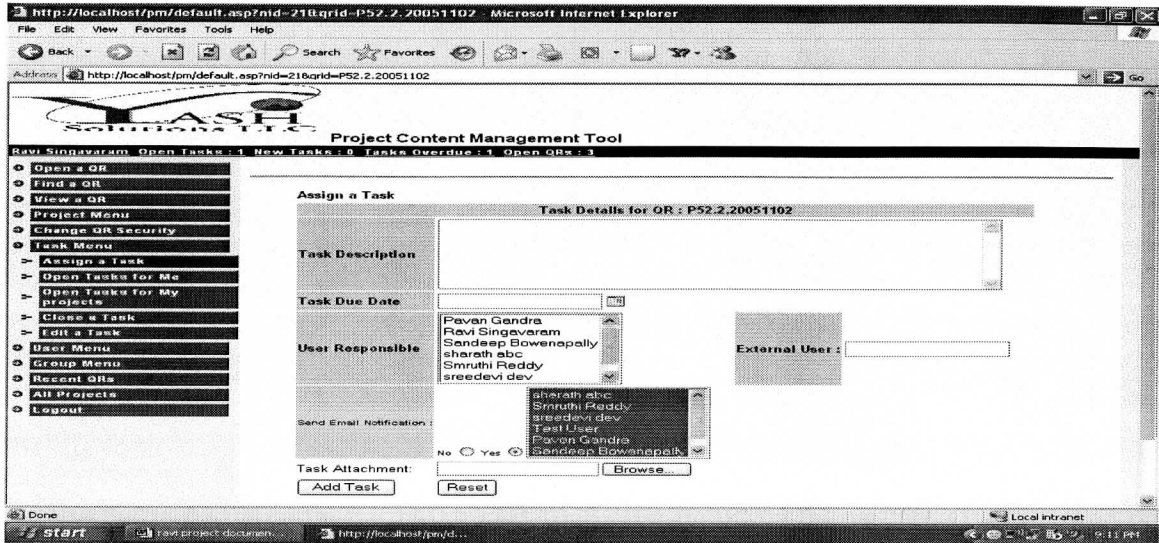 http://localhost/pm/default.asp?nid=21&qrid=P52.2.20051102 - Microsoft Internet Explorer
File Edit View Favorites Tools Help
Back Search Favorites
Address http://localhost/pm/default.asp?nid=21&qrid=P52.2.20051102 Go
YASH
Solutions LLC.
Project Content Management Tool
Ravi Singavaram Open Tasks : 1 New Tasks : 0 Tasks Overdue : 1 Open QRs : 3
Open a QR
Find a QR
View a QR
Project Menu
Change QR Security
Task Menu
Assign a Task
Open Tasks for Me
Open Tasks for My projects
Close a Task
Edit a Task
User Menu
Group Menu
Recent QRs
All Projects
Logout
Assign a Task
Task Details for QR : P52.2.20051102
Task Description
Task Due Date
User Responsible
Pavan Gandra
Ravi Singavaram
Sandeep Bowenapally
sharath abc
Smruthi Reddy
sreedevi dev
External User :
Send Email Notification :
No Yes
sharath abc
Smruthi Reddy
sreedevi dev
Test User
Pavan Gandra
Sandeep Bowenapally
Task Attachment: Browse...
Add Task Reset
Done Local intranet
start ravi project documen... http://localhost/pm/d... 9:11 PM